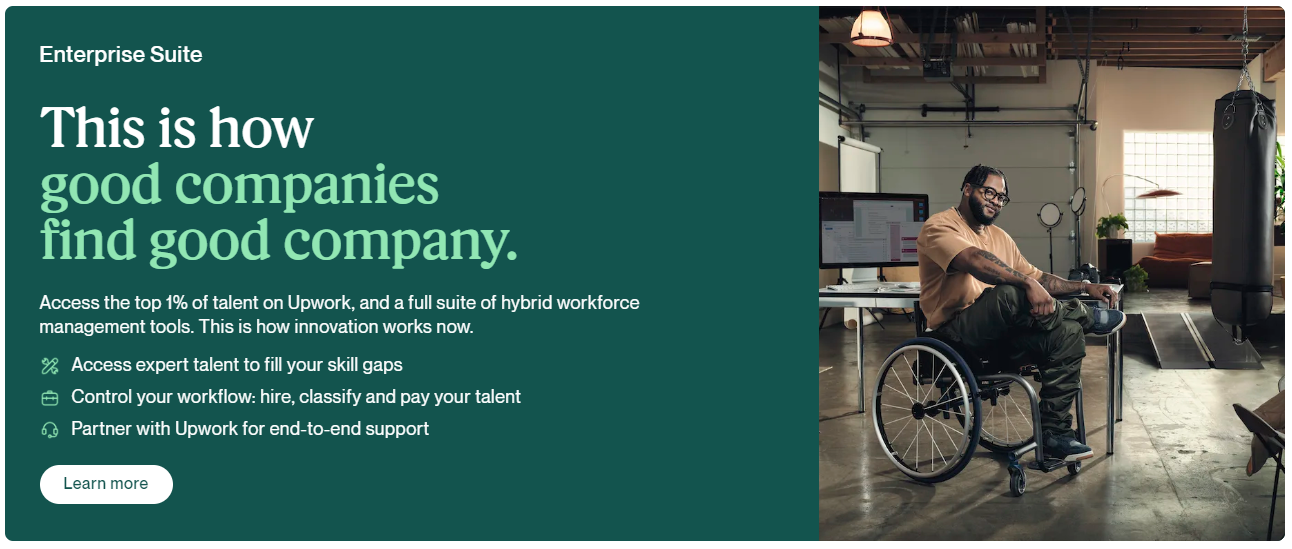 Enterprise Suite
This is how
good companies
find good company.
Access the top 1% of talent on Upwork, and a full suite of hybrid workforce
management tools. This is how innovation works now.
Access expert talent to fill your skill gaps
Control your workflow: hire, classify and pay your talent
Partner with Upwork for end-to-end support
Learn more